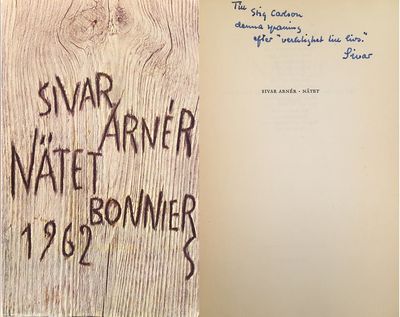 SIVAR
ARNÉR
NÄTET
BONNIERS
1962
Till Stig Carlson
denna spaning
efter "verklighet till livs."
Sivar
SIVAR ARNÉR · NÄTET